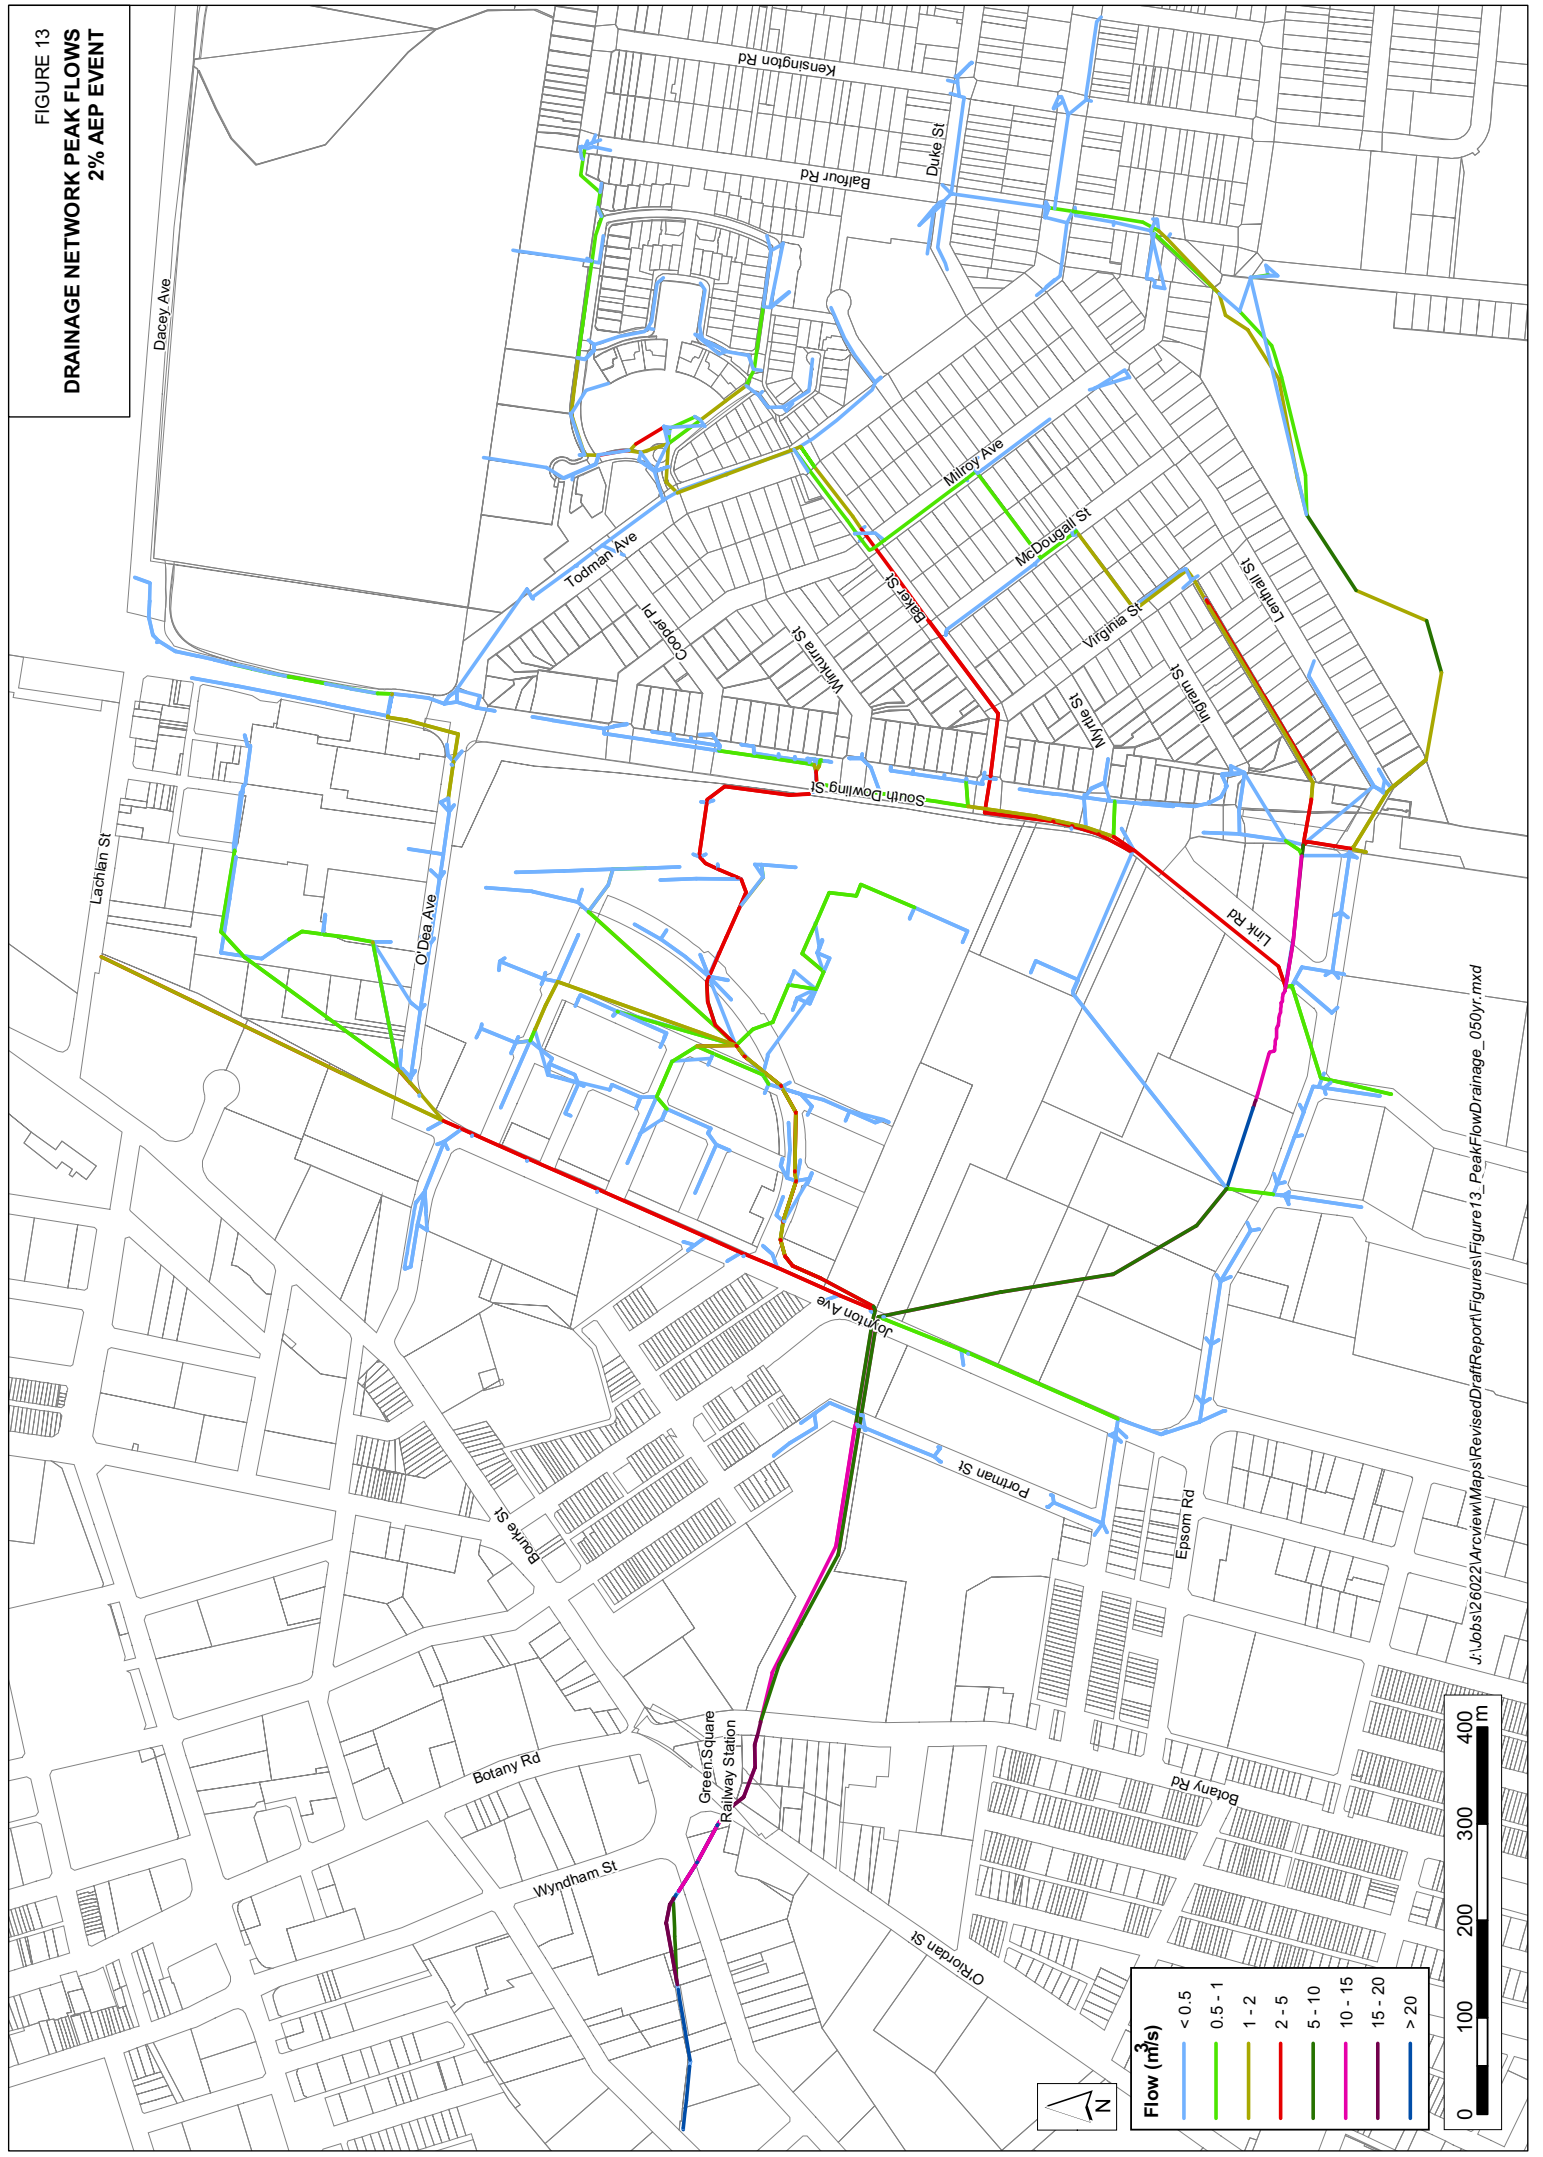 FIGURE 13
DRAINAGE NETWORK PEAK FLOWS
2% AEP EVENT
Dacey Ave
Kensington Rd
Balfour Rd
Duke St
Todman Ave
Cooper Pl
Winkurra St
Baker St
Milroy Ave
McDougall St
Virginia St
Lenthall St
Ingram St
Myrtle St
South Dowling St
Lachlan St
O'Dea Ave
Link Rd
Joynton Ave
Portman St
Epsom Rd
Bourke St
Botany Rd
Green Square
Railway Station
Wyndham St
O'Riordan St
Botany Rd
J:\Jobs\26022\Arcview\Maps\RevisedDraftReport\Figures\Figure13_PeakFlowDrainage_050yr.mxd
N
Flow (m³/s)
< 0.5
0.5 - 1
1 - 2
2 - 5
5 - 10
10 - 15
15 - 20
> 20
0 100 200 300 400
m